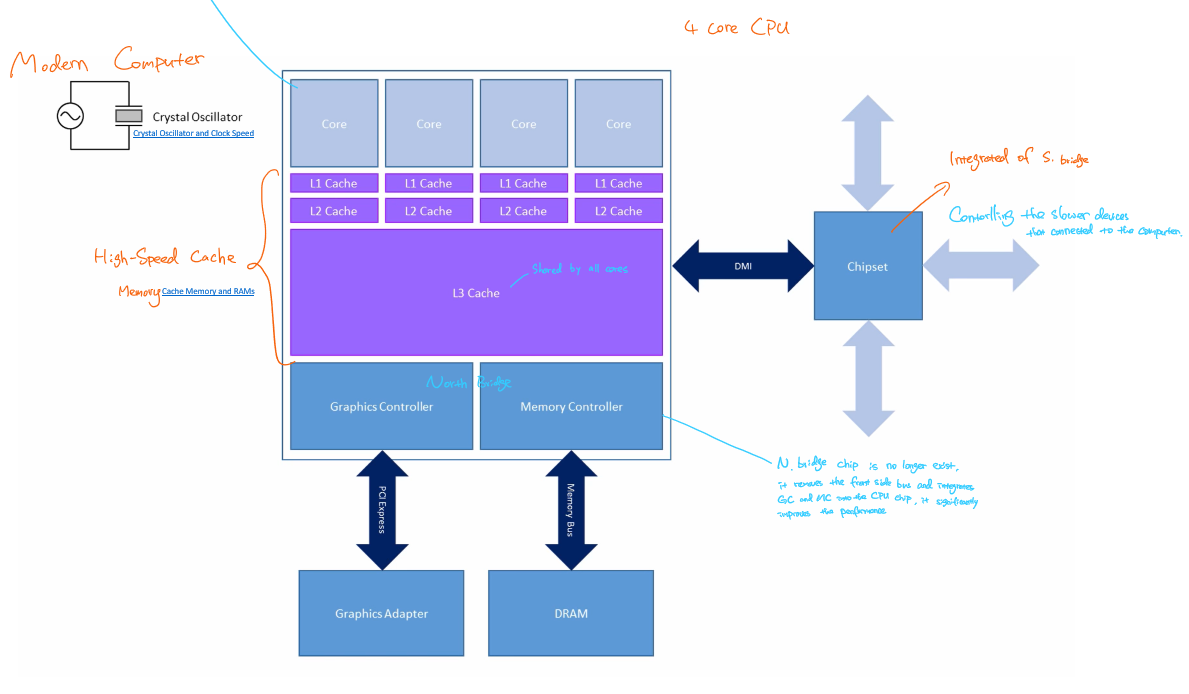 4 core CPU
Modern Computer
Crystal Oscillator
Crystal Oscillator and Clock Speed
Core Core Core Core
L1 Cache L1 Cache L1 Cache L1 Cache
L2 Cache L2 Cache L2 Cache L2 Cache
High-Speed Cache
Memory Cache Memory and RAMs
Shared by all cores
L3 Cache
DMI
Chipset
Integrated of S. bridge
Contorlling the slower devices
that connected to the computer.
North Bridge
Graphics Controller Memory Controller
N. bridge chip is no longer exist,
it removes the front side bus and integrates
GC and MC into the CPU chip, it significantly
improves the performance
PCI Express
Memory Bus
Graphics Adapter DRAM